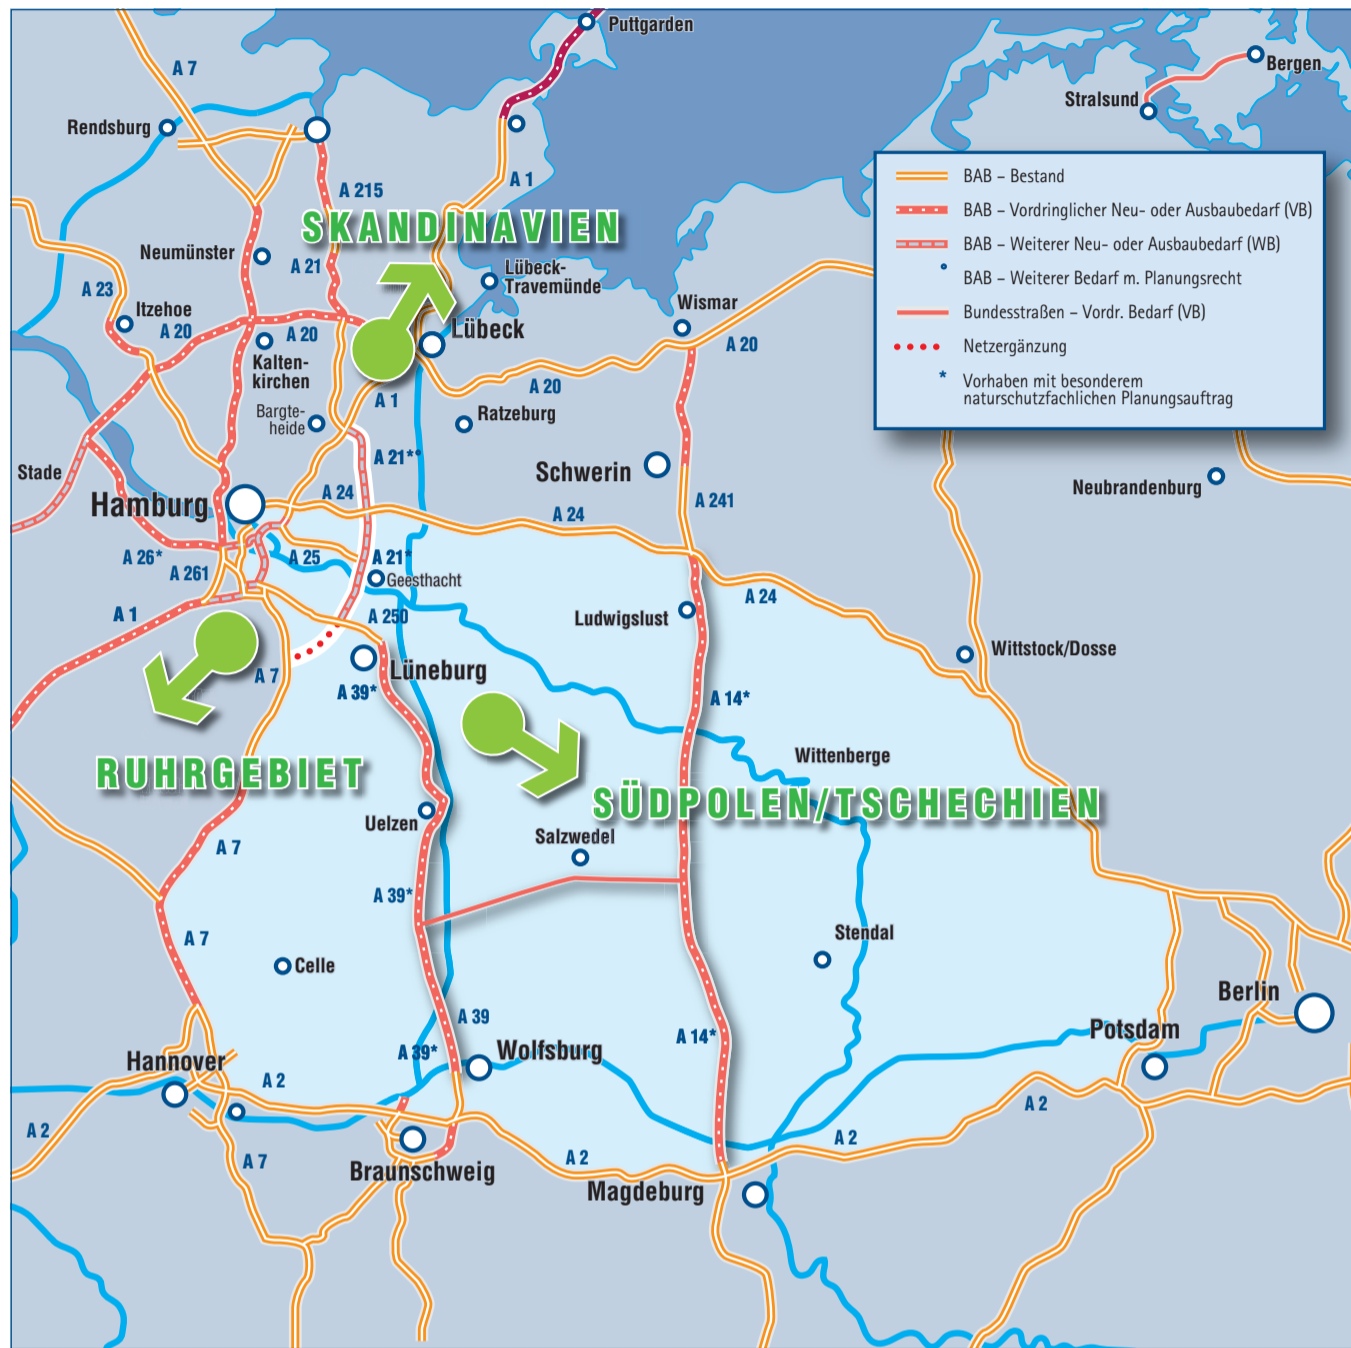 Puttgarden
A 7
Bergen
Stralsund
Rendsburg
A 215
A 1
SKANDINAVIEN
Neumünster
A 21
Lübeck-
Travemünde
A 23
Itzehoe
A 20
A 20
Wismar
Lübeck
A 20
Kalten-
kirchen
A 20
A 1
Bargte-
heide
Ratzeburg
A 21*°
Stade
Schwerin
Hamburg
A 24
A 24
A 241
Neubrandenburg
A 26*
A 25
A 21*
A 261
Geesthacht
A 1
A 250
Ludwigslust
A 24
Wittstock/Dosse
A 7
Lüneburg
A 39*
A 14*
RUHRGEBIET
Wittenberge
SÜDPOLEN/TSCHECHIEN
Uelzen
Salzwedel
A 7
A 39*
A 7
Stendal
Celle
Berlin
A 39
A 14*
Potsdam
Hannover
A 39*
Wolfsburg
A 2
A 2
A 2
A 2
A 7
A 2
Braunschweig
Magdeburg
BAB – Bestand
BAB – Vordringlicher Neu- oder Ausbaubedarf (VB)
BAB – Weiterer Neu- oder Ausbaubedarf (WB)
BAB – Weiterer Bedarf m. Planungsrecht
Bundesstraßen – Vordr. Bedarf (VB)
Netzergänzung
* Vorhaben mit besonderem
naturschutzfachlichen Planungsauftrag